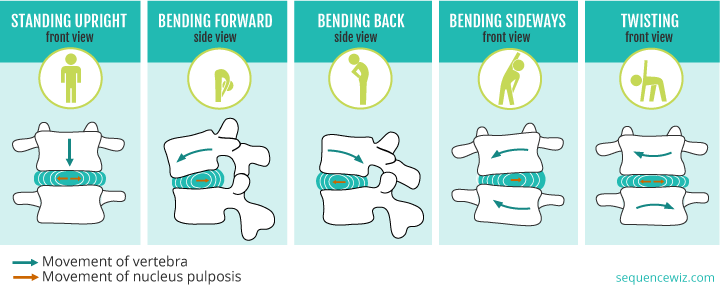 STANDING UPRIGHT
front view
BENDING FORWARD
side view
BENDING BACK
side view
BENDING SIDEWAYS
front view
TWISTING
front view
Movement of vertebra
Movement of nucleus pulposis
sequencewiz.com